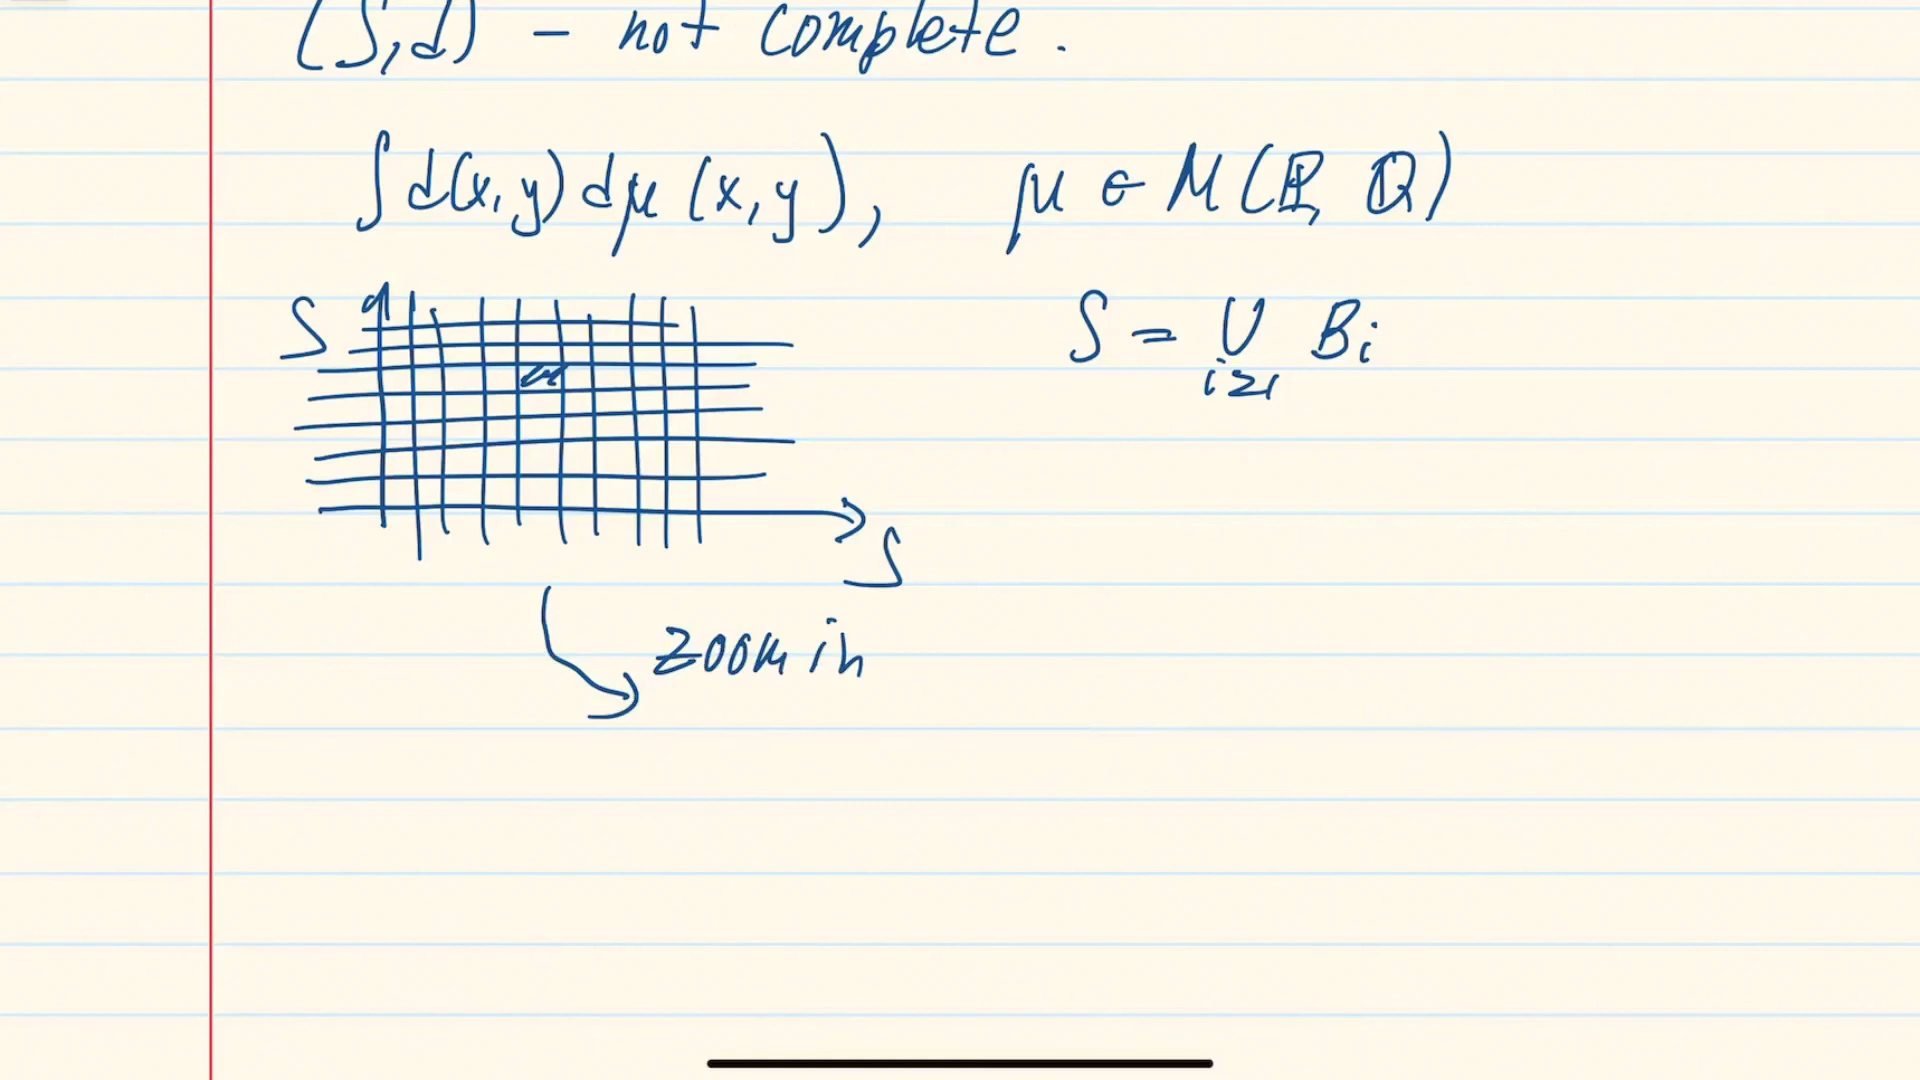 (S, d) - not complete.
∫ d(x, y) dμ(x, y), μ ∈ M(ℙ, ℚ)
S
S = ∪ Bᵢ
i≥1
S
zoom in